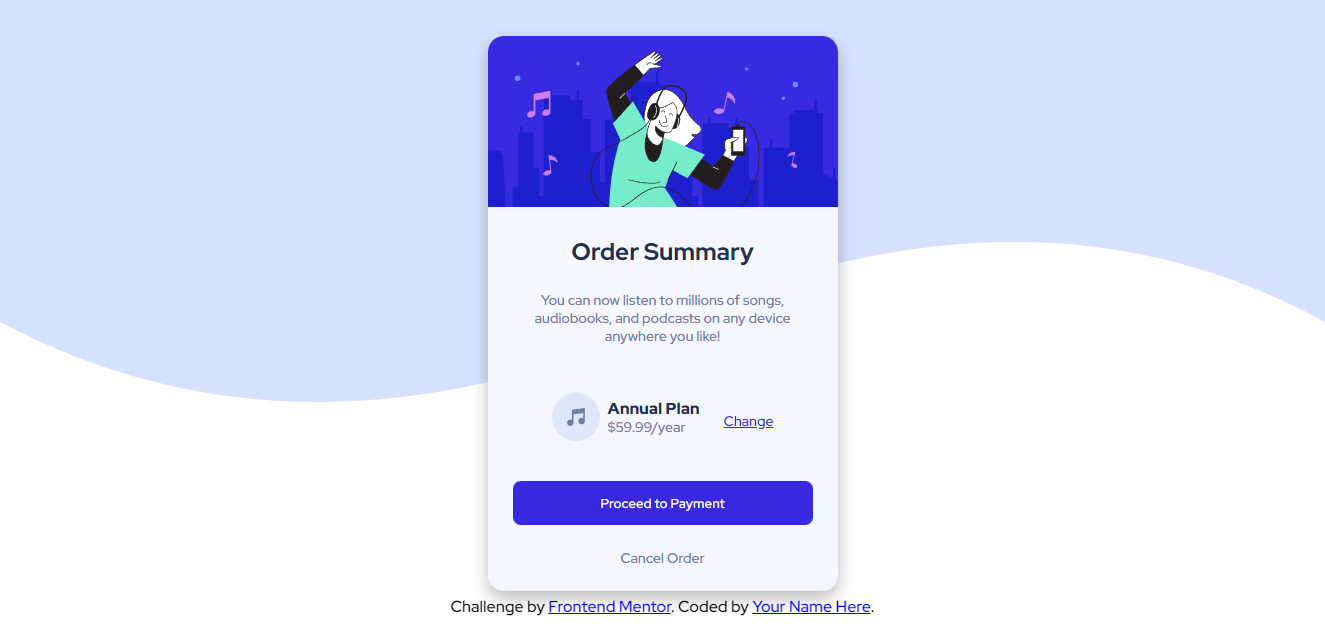 Order Summary
You can now listen to millions of songs,
audiobooks, and podcasts on any device
anywhere you like!
Annual Plan
$59.99/year
Change
Proceed to Payment
Cancel Order
Challenge by Frontend Mentor. Coded by Your Name Here.